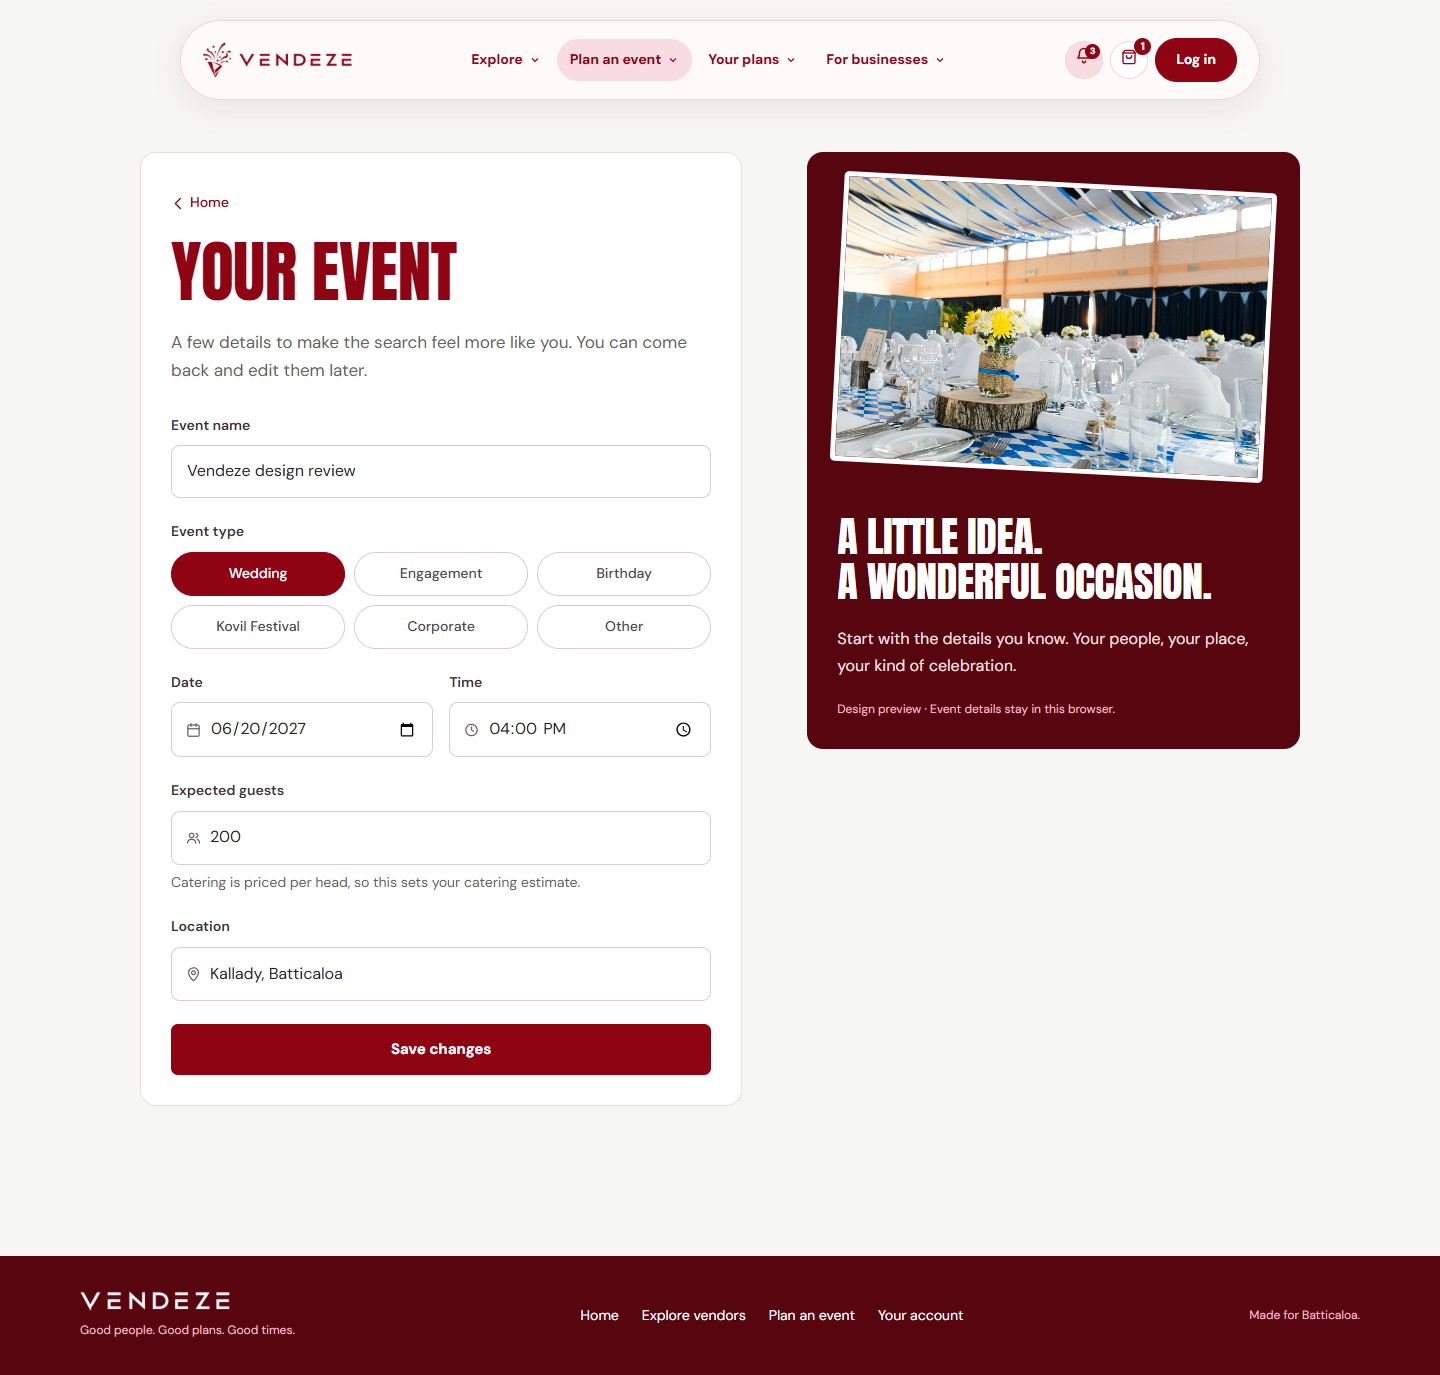 VENDEZE
Explore
Plan an event
Your plans
For businesses
3
1
Log in
Home
YOUR EVENT
A few details to make the search feel more like you. You can come
back and edit them later.
Event name
Vendeze design review
Event type
Wedding
Engagement
Birthday
Kovil Festival
Corporate
Other
Date
Time
06/20/2027
04:00 PM
Expected guests
200
Catering is priced per head, so this sets your catering estimate.
Location
Kallady, Batticaloa
Save changes
A LITTLE IDEA.
A WONDERFUL OCCASION.
Start with the details you know. Your people, your place,
your kind of celebration.
Design preview · Event details stay in this browser.
VENDEZE
Good people. Good plans. Good times.
Home
Explore vendors
Plan an event
Your account
Made for Batticaloa.